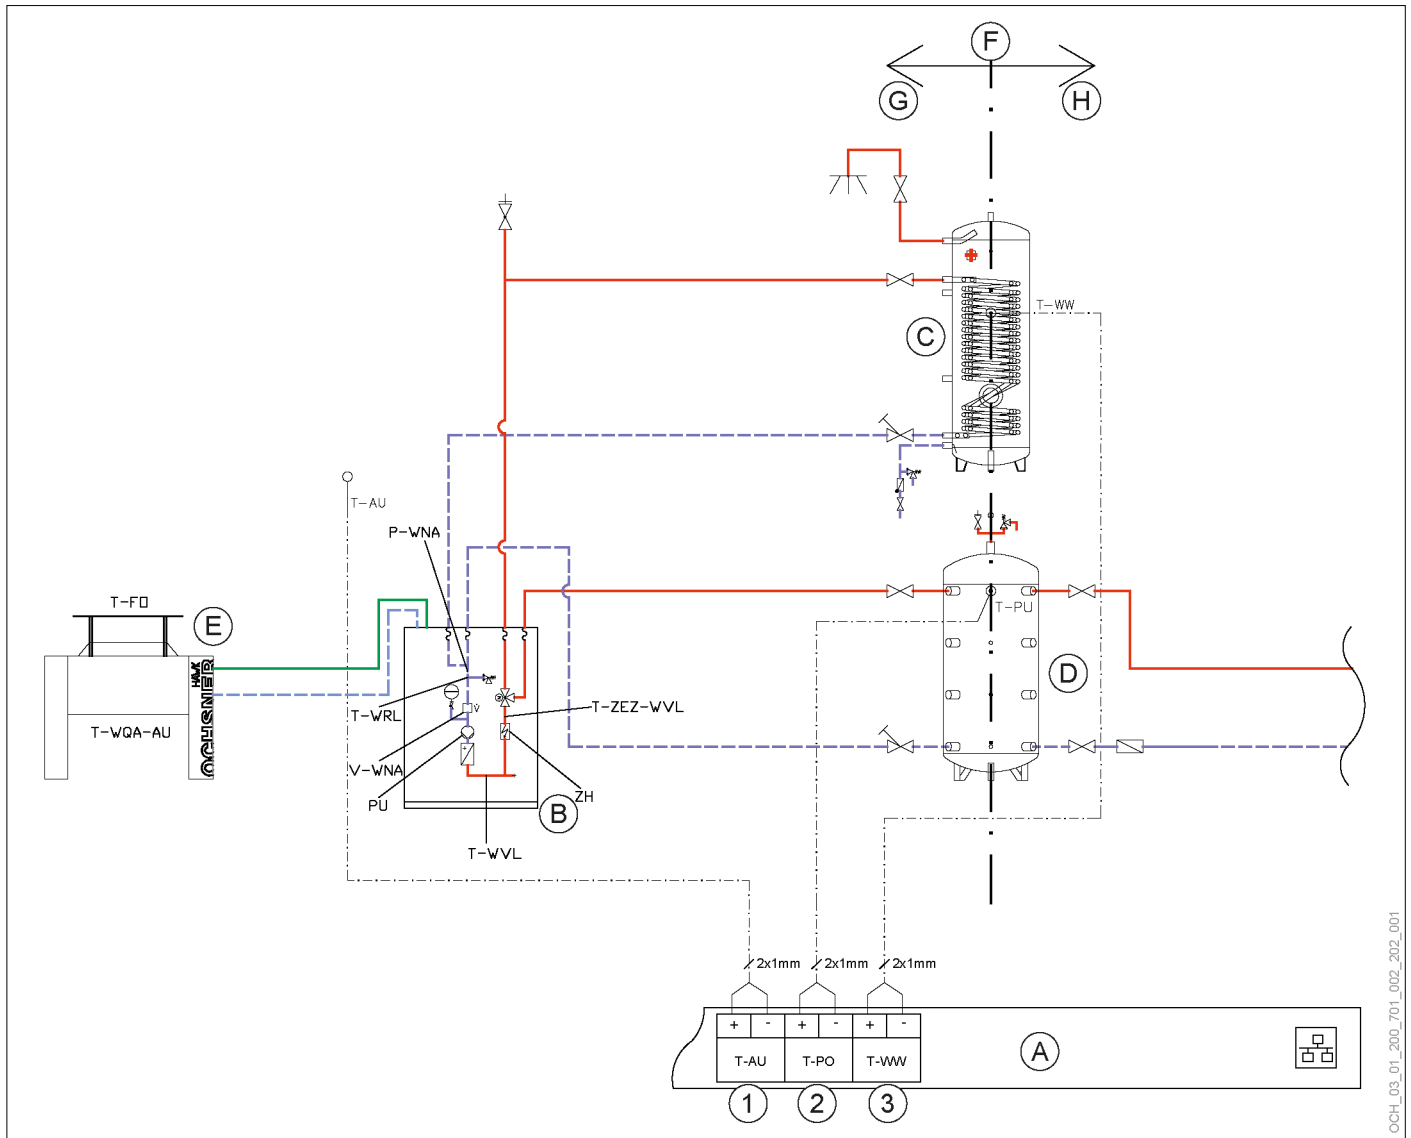 F
G
H
T-WW
C
T-AU
P-WNA
T-FO
E
T-PU
HAWK
OCHSNER
D
T-WRL
T-ZEZ-WVL
T-WQA-AU
V-WNA
PU
ZH
B
T-WVL
2x1mm 2x1mm 2x1mm
+ - + - + -
T-AU T-PO T-WW
A
1 2 3
OCH_03_01_200_701_002_202_001